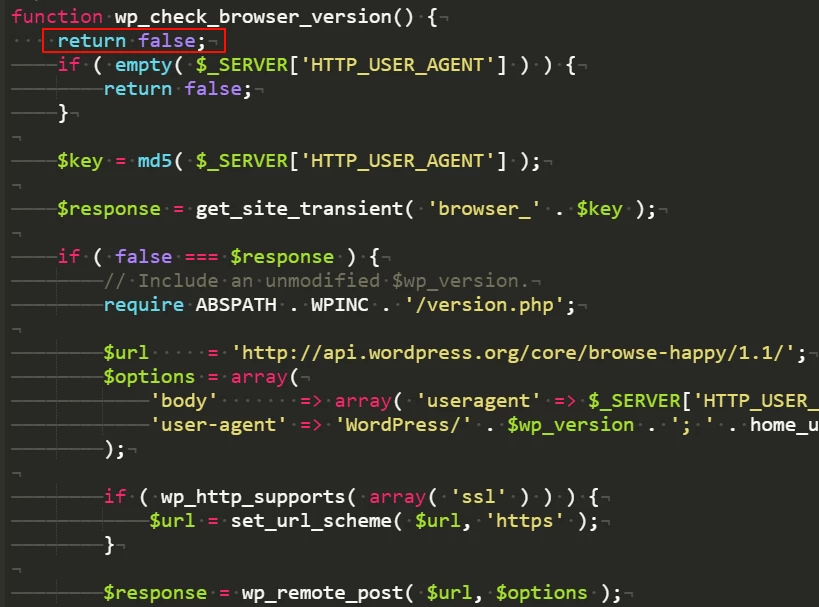 function wp_check_browser_version() {
return false;
if ( empty( $_SERVER['HTTP_USER_AGENT'] ) ) {
return false;
}
$key = md5( $_SERVER['HTTP_USER_AGENT'] );
$response = get_site_transient( 'browser_' . $key );
if ( false === $response ) {
// Include an unmodified $wp_version.
require ABSPATH . WPINC . '/version.php';
$url     = 'http://api.wordpress.org/core/browse-happy/1.1/';
$options = array(
'body'       => array( 'useragent' => $_SERVER['HTTP_USER_
'user-agent' => 'WordPress/' . $wp_version . '; ' . home_u
);
if ( wp_http_supports( array( 'ssl' ) ) ) {
$url = set_url_scheme( $url, 'https' );
}
$response = wp_remote_post( $url, $options );